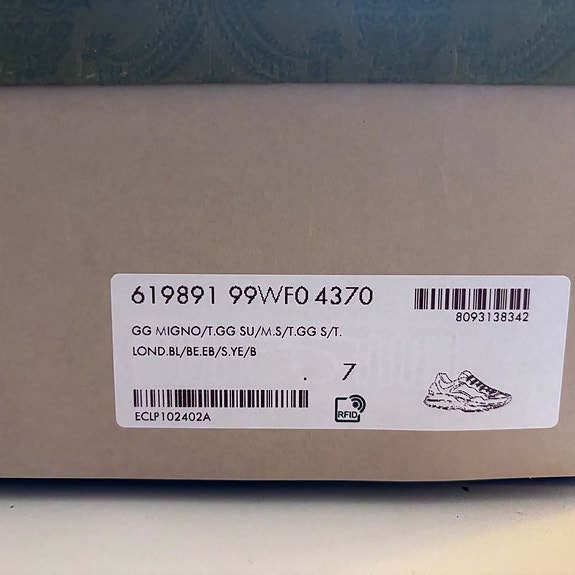 619891 99WF0 4370
8093138342
GG MIGNO/T.GG SU/M.S/T.GG S/T.
LOND.BL/BE.EB/S.YE/B
. 7
ECLP102402A
RFID